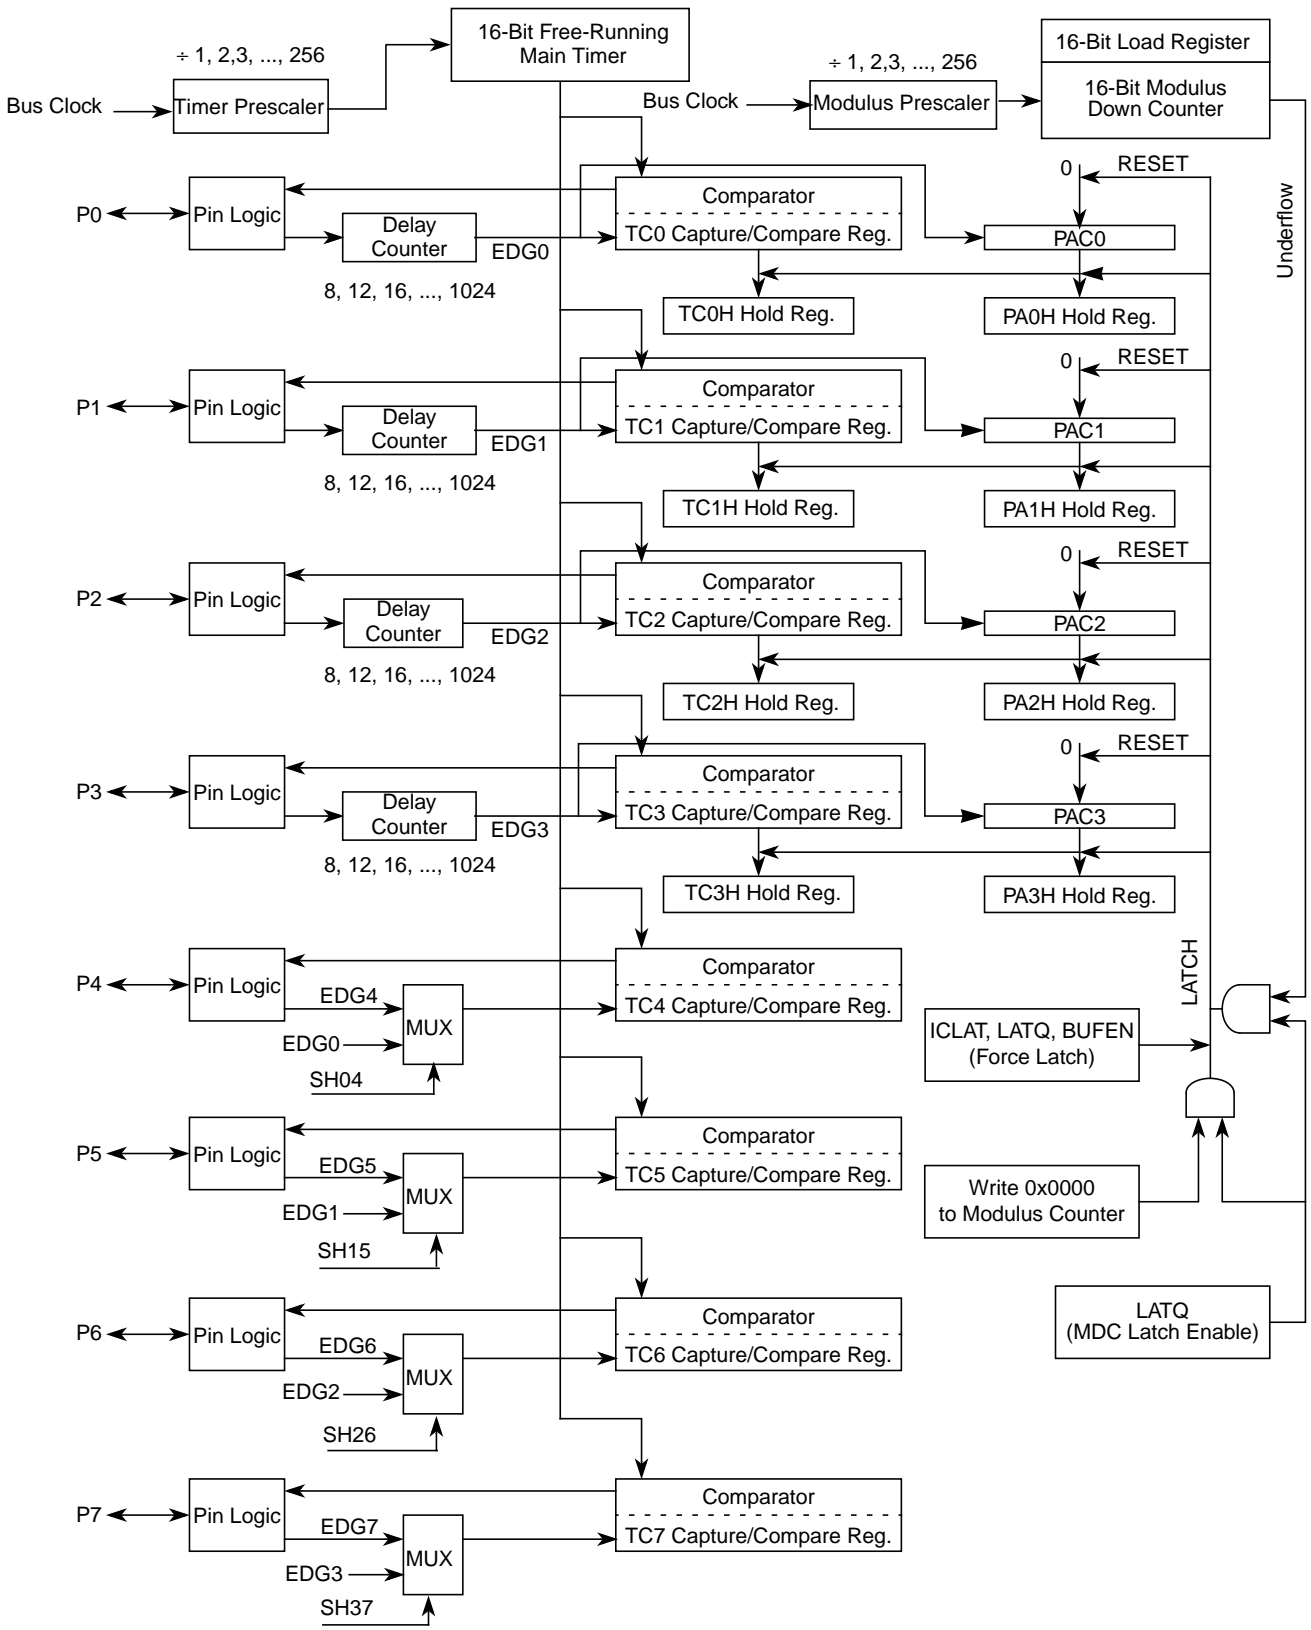 ÷ 1, 2,3, ..., 256
Bus Clock
Timer Prescaler
16-Bit Free-Running
Main Timer
÷ 1, 2,3, ..., 256
Bus Clock
Modulus Prescaler
16-Bit Load Register
16-Bit Modulus
Down Counter
Underflow
P0
Pin Logic
Delay
Counter
8, 12, 16, ..., 1024
EDG0
Comparator
TC0 Capture/Compare Reg.
TC0H Hold Reg.
0
RESET
PAC0
PA0H Hold Reg.
P1
Pin Logic
Delay
Counter
8, 12, 16, ..., 1024
EDG1
Comparator
TC1 Capture/Compare Reg.
TC1H Hold Reg.
0
RESET
PAC1
PA1H Hold Reg.
P2
Pin Logic
Delay
Counter
8, 12, 16, ..., 1024
EDG2
Comparator
TC2 Capture/Compare Reg.
TC2H Hold Reg.
0
RESET
PAC2
PA2H Hold Reg.
P3
Pin Logic
Delay
Counter
8, 12, 16, ..., 1024
EDG3
Comparator
TC3 Capture/Compare Reg.
TC3H Hold Reg.
0
RESET
PAC3
PA3H Hold Reg.
P4
Pin Logic
EDG4
EDG0
MUX
SH04
Comparator
TC4 Capture/Compare Reg.
LATCH
ICLAT, LATQ, BUFEN
(Force Latch)
P5
Pin Logic
EDG5
EDG1
MUX
SH15
Comparator
TC5 Capture/Compare Reg.
Write 0x0000
to Modulus Counter
P6
Pin Logic
EDG6
EDG2
MUX
SH26
Comparator
TC6 Capture/Compare Reg.
LATQ
(MDC Latch Enable)
P7
Pin Logic
EDG7
EDG3
MUX
SH37
Comparator
TC7 Capture/Compare Reg.